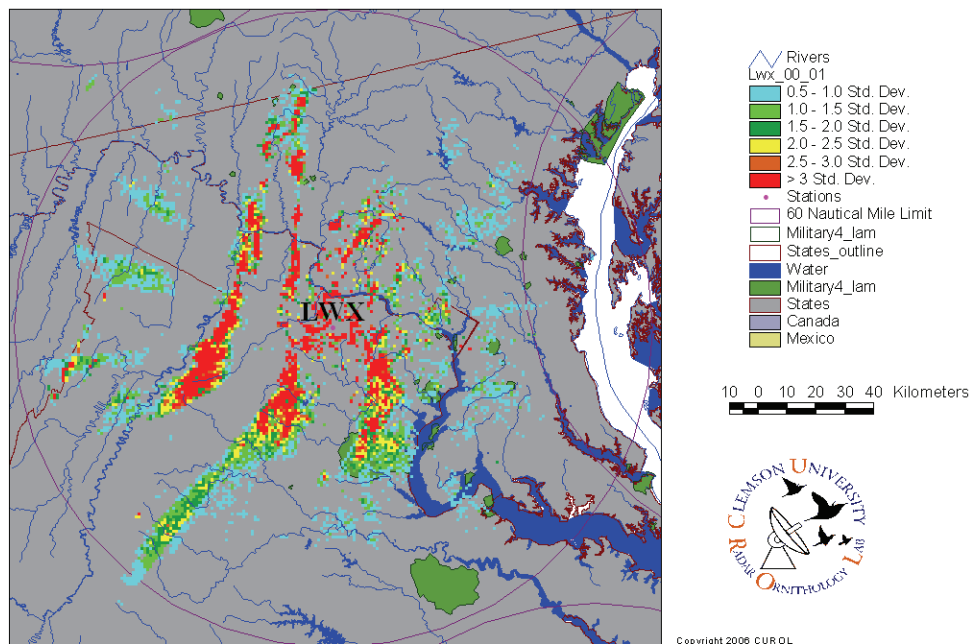 LWX
Rivers
Lwx_00_01
0.5 - 1.0 Std. Dev.
1.0 - 1.5 Std. Dev.
1.5 - 2.0 Std. Dev.
2.0 - 2.5 Std. Dev.
2.5 - 3.0 Std. Dev.
> 3 Std. Dev.
Stations
60 Nautical Mile Limit
Military4_lam
States_outline
Water
Military4_lam
States
Canada
Mexico
10 0 10 20 30 40 Kilometers
CLEMSON UNIVERSITY
RADAR ORNITHOLOGY LAB
Copyright 2006 CUROL